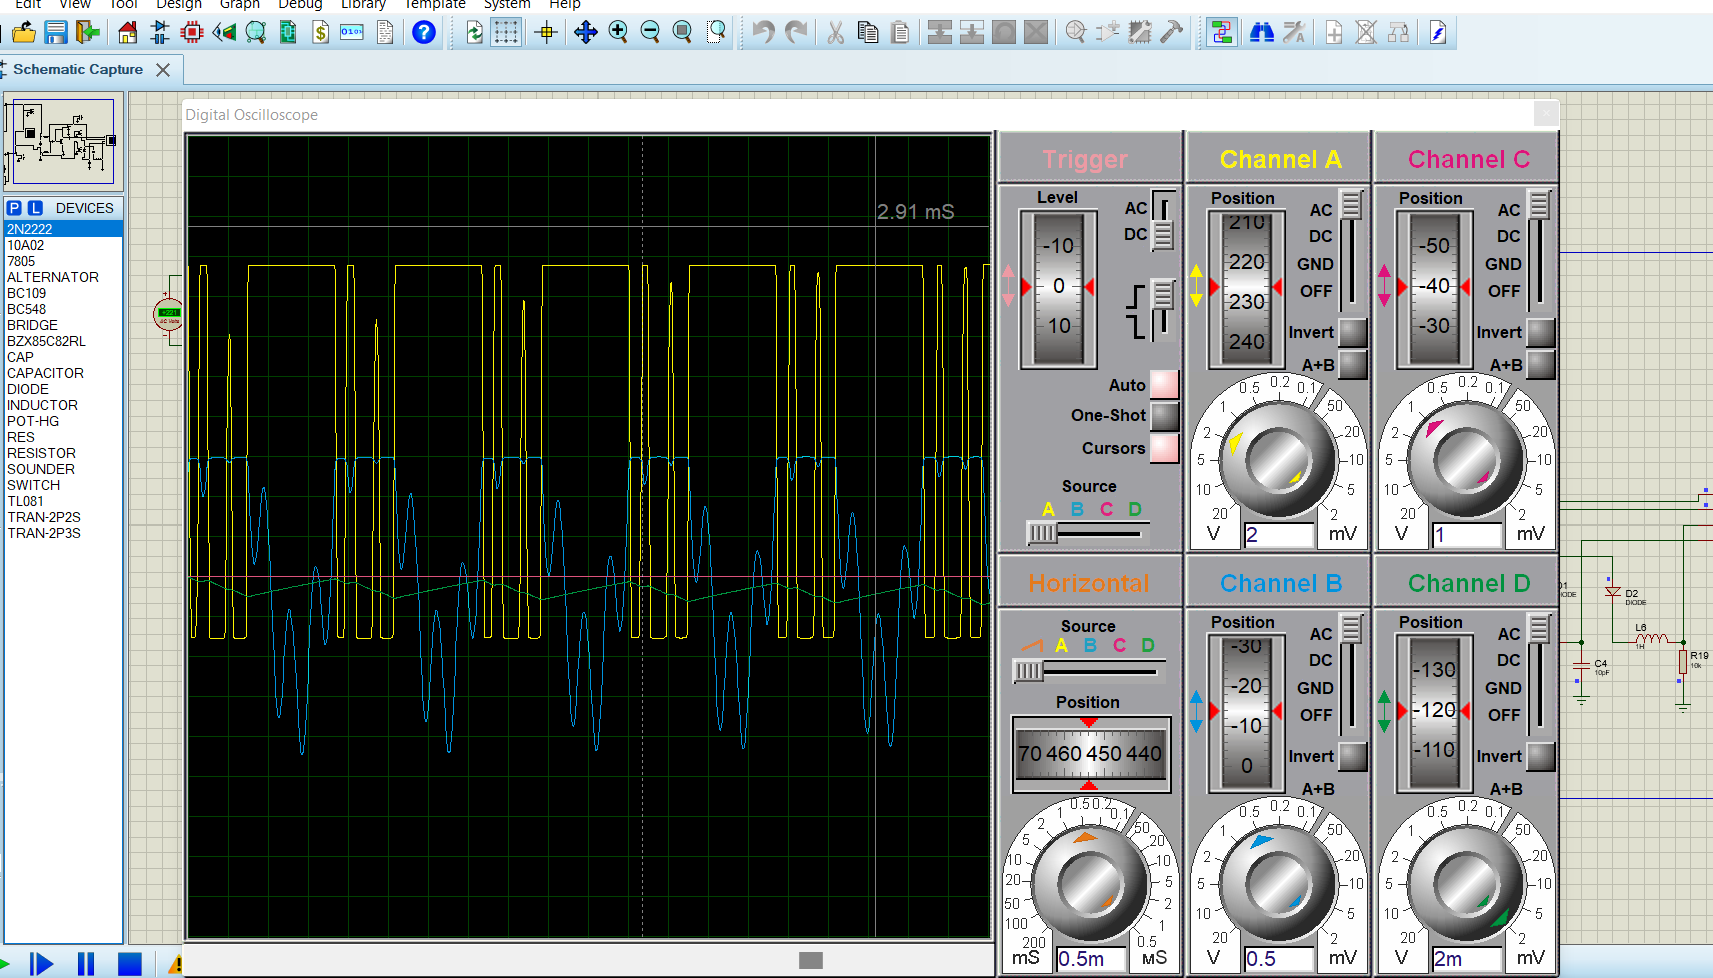 Edit View Tool Design Graph Debug Library Template System Help
Schematic Capture
Digital Oscilloscope
P L DEVICES
2N2222
10A02
7805
ALTERNATOR
BC109
BC548
BRIDGE
BZX85C82RL
CAP
CAPACITOR
DIODE
INDUCTOR
POT-HG
RES
RESISTOR
SOUNDER
SWITCH
TL081
TRAN-2P2S
TRAN-2P3S
2.91 mS
Trigger
Level
-10
0
10
AC
DC
Auto
One-Shot
Cursors
Source
A B C D
Channel A
Position
210
220
230
240
AC
DC
GND
OFF
Invert
A+B
20 10 5 2 1 0.5 0.2 0.1 50 20 10 5 2
V 2 mV
Channel C
Position
-50
-40
-30
AC
DC
GND
OFF
Invert
A+B
20 10 5 2 1 0.5 0.2 0.1 50 20 10 5 2
V 1 mV
Horizontal
Source
A B C D
Position
70 460 450 440
200 100 50 20 10 5 2 1 0.5 0.2 0.1 50 20 10 5 2 1 0.5
mS 0.5m мS
Channel B
Position
-30
-20
-10
0
AC
DC
GND
OFF
Invert
A+B
20 10 5 2 1 0.5 0.2 0.1 50 20 10 5 2
V 0.5 mV
Channel D
Position
-130
-120
-110
AC
DC
GND
OFF
Invert
A+B
20 10 5 2 1 0.5 0.2 0.1 50 20 10 5 2
V 2m mV
D2
DIODE
L6
1H
R19
10k
C4
10pF